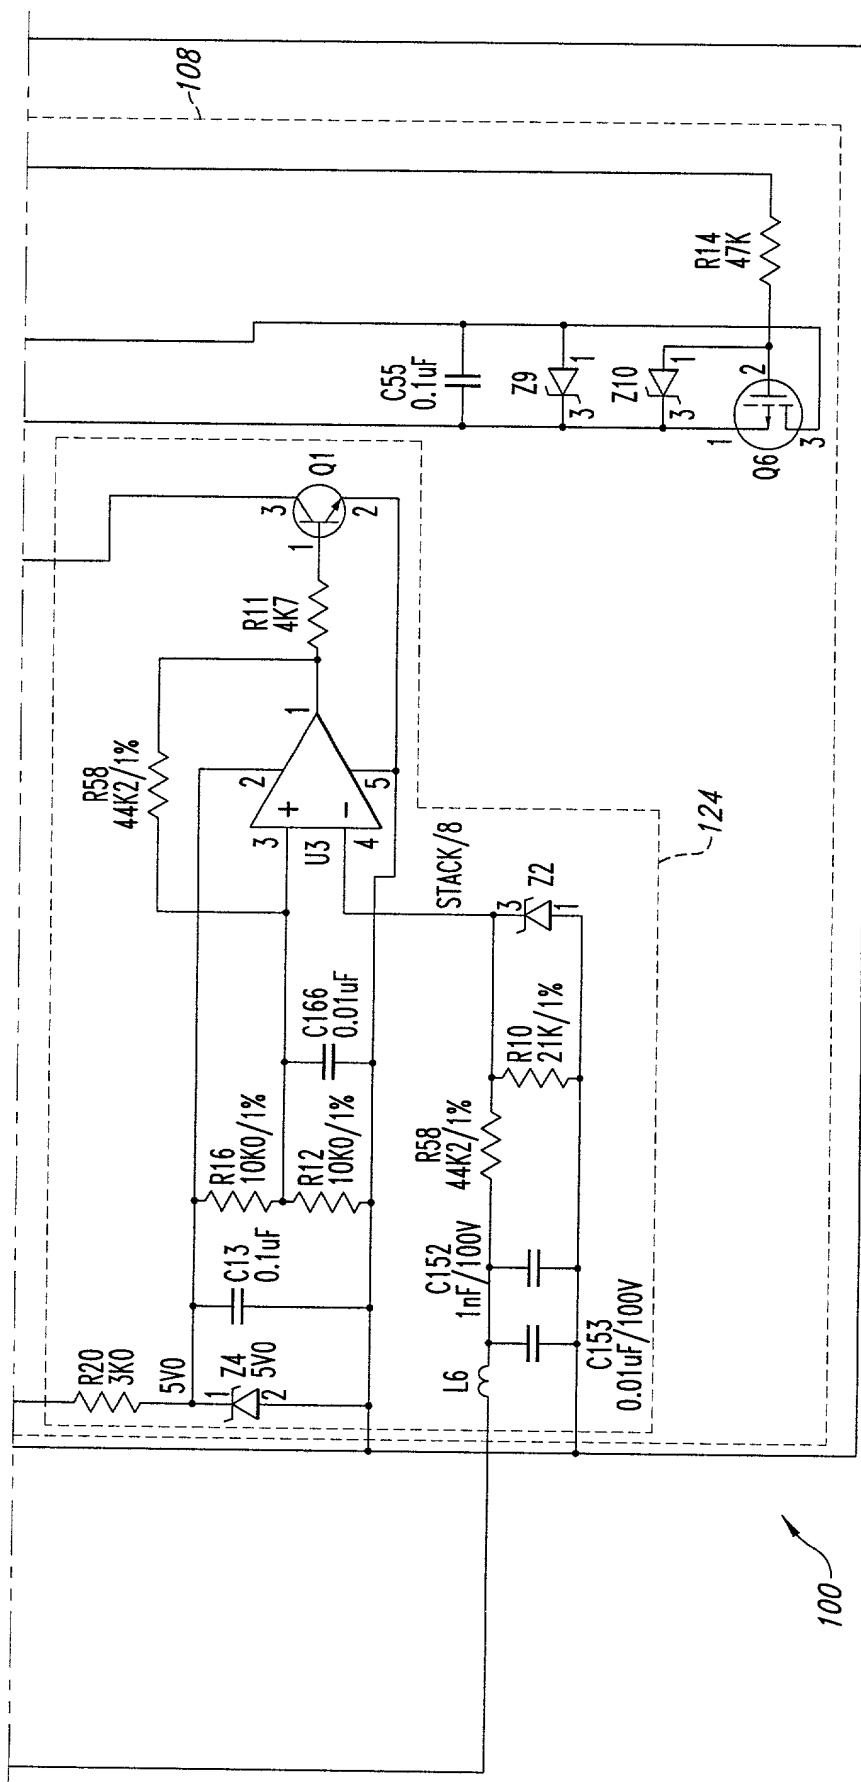 108
R14
47K
C55
0.1uF
Z9
1
3
Z10
1
3
2
1
3
Q6
Q1
3
2
1
R11
4K7
R58
44K2/1%
1
2
5
+
-
3
U3
4
STACK/8
124
3
Z2
1
C166
0.01uF
R10
21K/1%
R16
10K0/1%
R12
10K0/1%
R58
44K2/1%
C13
0.1uF
C152
1nF/100V
C153
0.01uF/100V
R20
3K0
5V0
1
Z4
5V0
2
L6
100